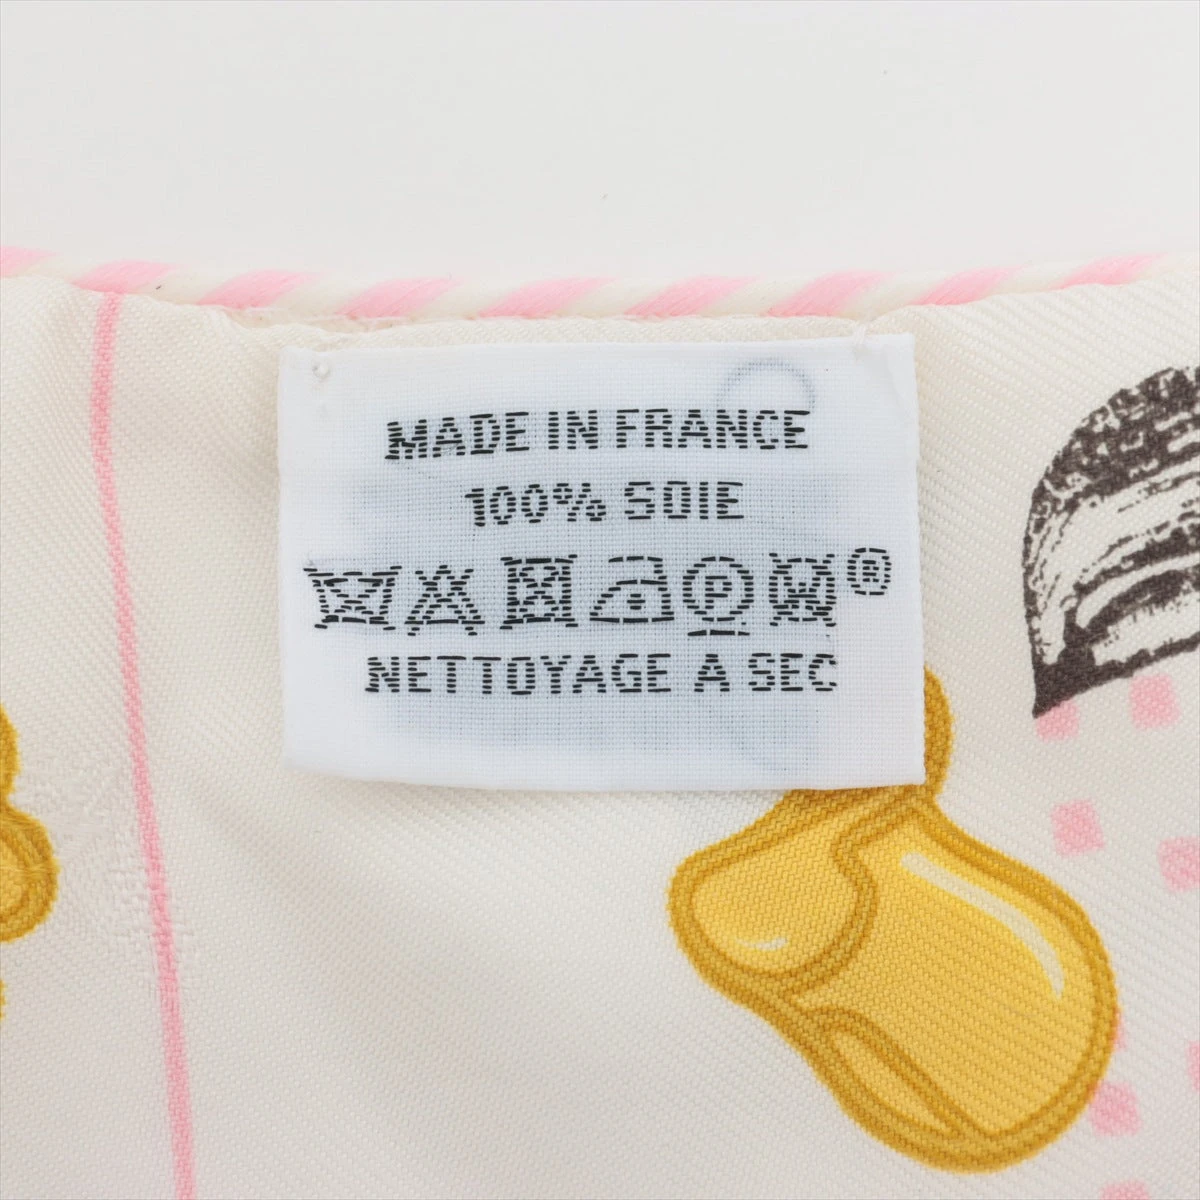 MADE IN FRANCE
100% SOIE
P W ®
NETTOYAGE A SEC